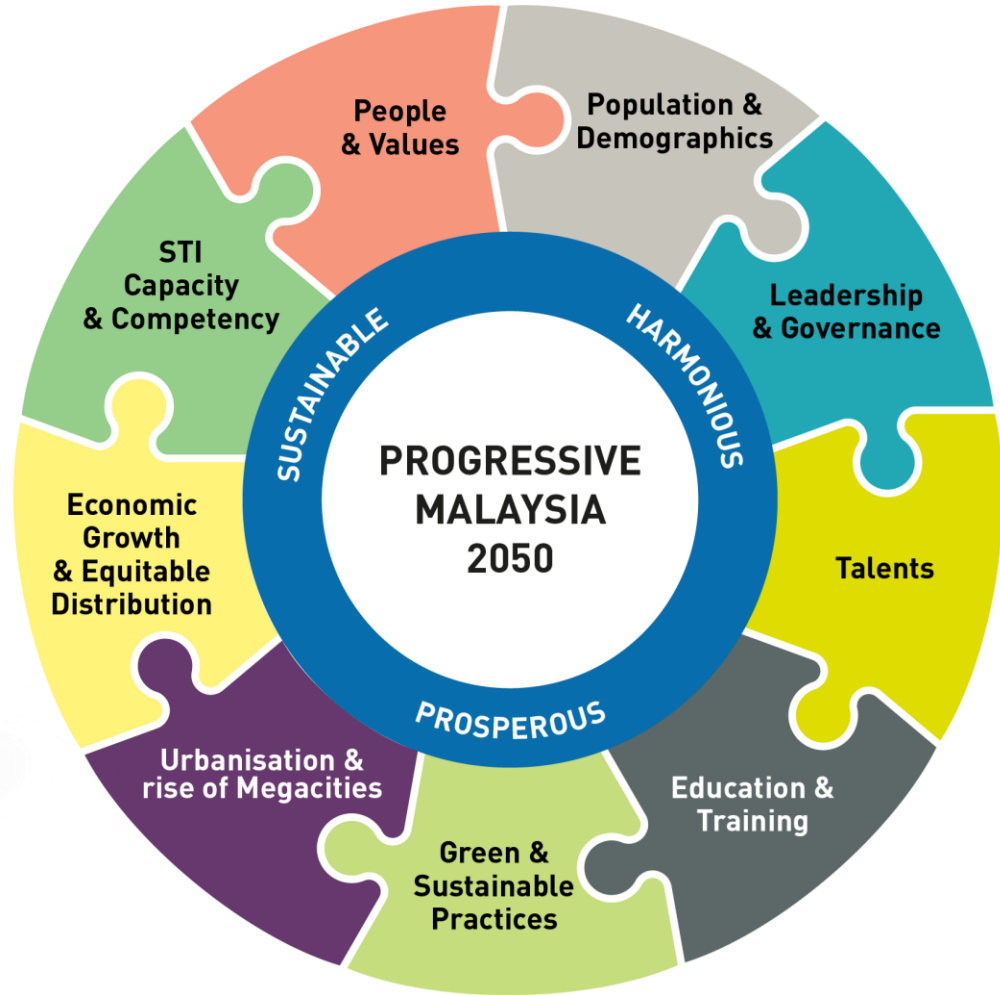 People
& Values
Population &
Demographics
Leadership
& Governance
Talents
Education &
Training
Green &
Sustainable
Practices
Urbanisation &
rise of Megacities
Economic
Growth
& Equitable
Distribution
STI
Capacity
& Competency
SUSTAINABLE
HARMONIOUS
PROSPEROUS
PROGRESSIVE
MALAYSIA
2050